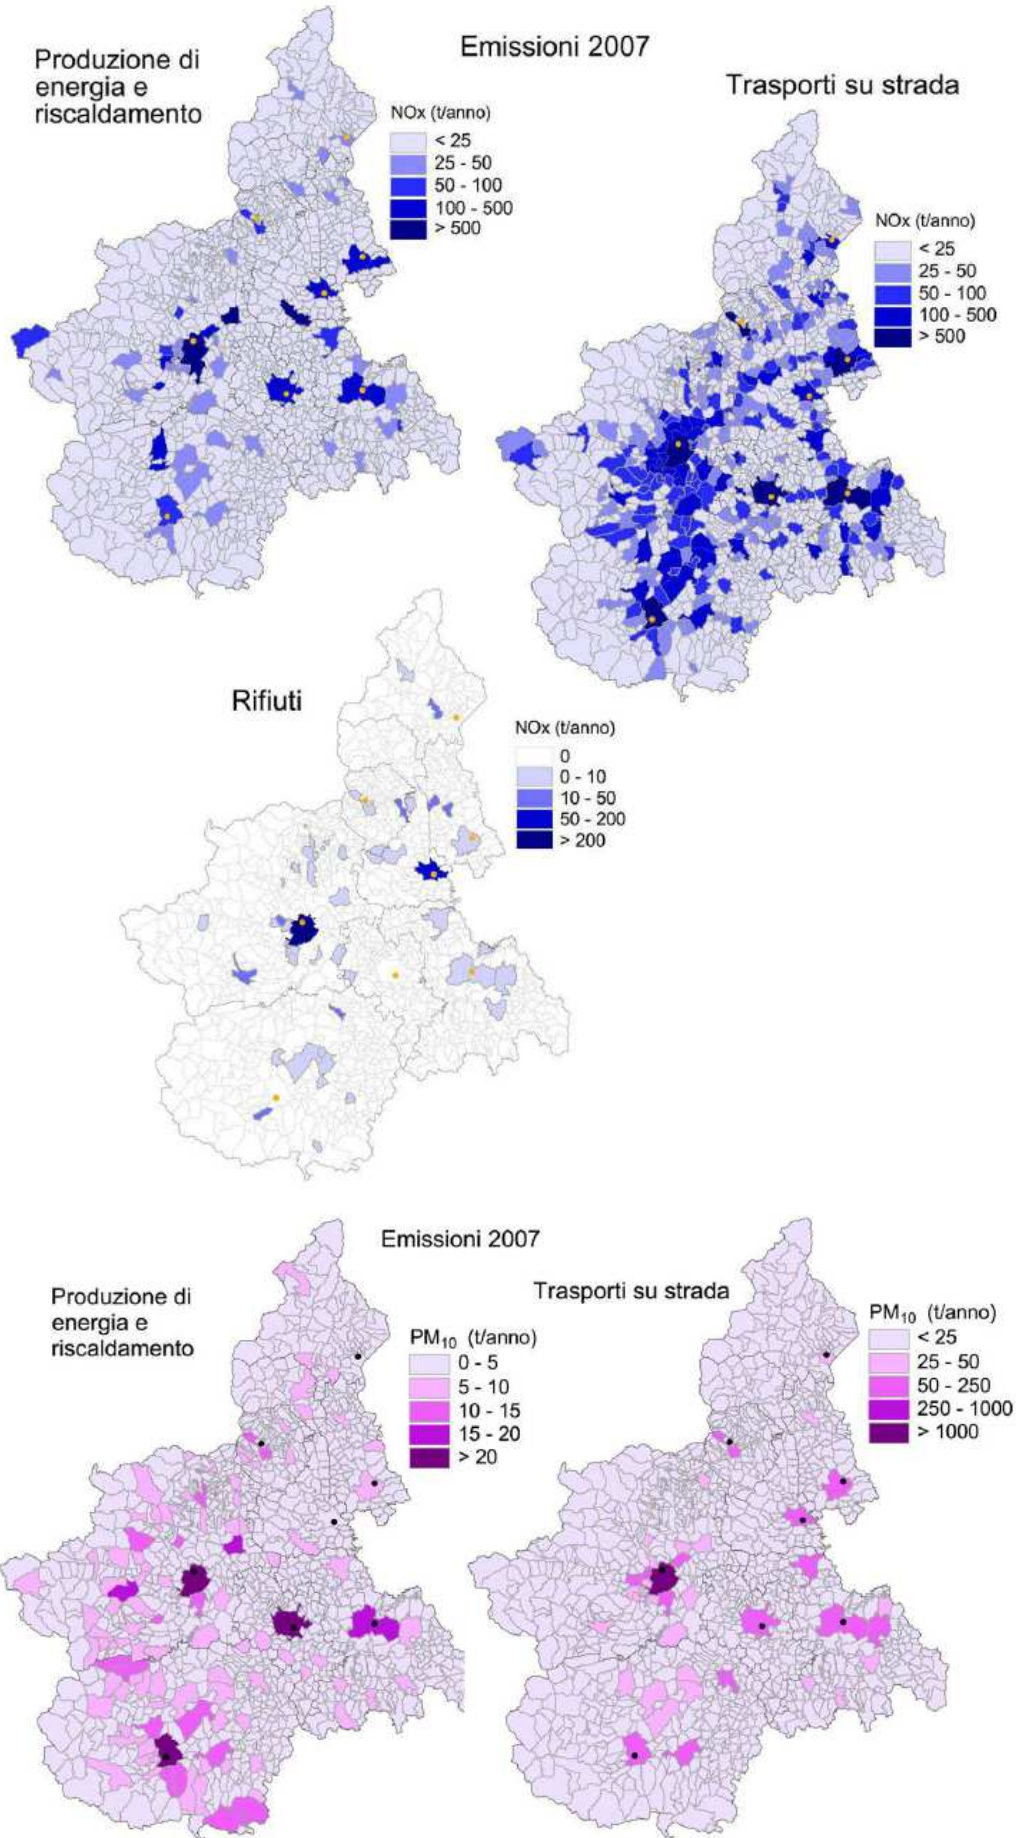 Emissioni 2007
Produzione di
energia e
riscaldamento
NOx (t/anno)
< 25
25 - 50
50 - 100
100 - 500
> 500
Trasporti su strada
NOx (t/anno)
< 25
25 - 50
50 - 100
100 - 500
> 500
Rifiuti
NOx (t/anno)
0
0 - 10
10 - 50
50 - 200
> 200
Emissioni 2007
Produzione di
energia e
riscaldamento
PM₁₀ (t/anno)
0 - 5
5 - 10
10 - 15
15 - 20
> 20
Trasporti su strada
PM₁₀ (t/anno)
< 25
25 - 50
50 - 250
250 - 1000
> 1000